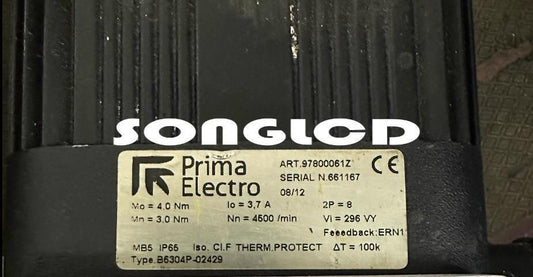 SONGLCD
Prima
Electro
ART.97800061Z
SERIAL N.661167
08/12
CE
Mo = 4.0 Nm Io = 3,7 A 2P = 8
Mn = 3.0 Nm Nn = 4500 /min Vi = 296 VY
Feeedback:ERN1
MB5 IP65 Iso. Cl.F THERM.PROTECT ΔT = 100k
Type.B6304P-02429